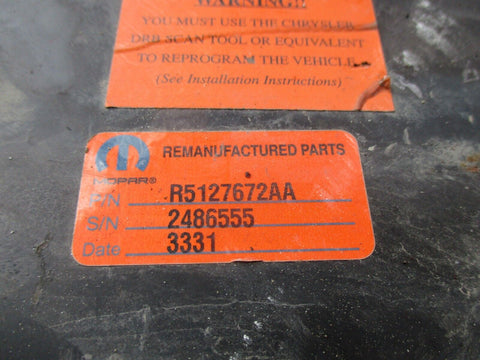 WARNING!!
YOU MUST USE THE CHRYSLER
DRB SCAN TOOL OR EQUIVALENT
TO REPROGRAM THE VEHICLE
(See Installation Instructions)
REMANUFACTURED PARTS
MOPAR®
P/N R5127672AA
S/N 2486555
Date 3331